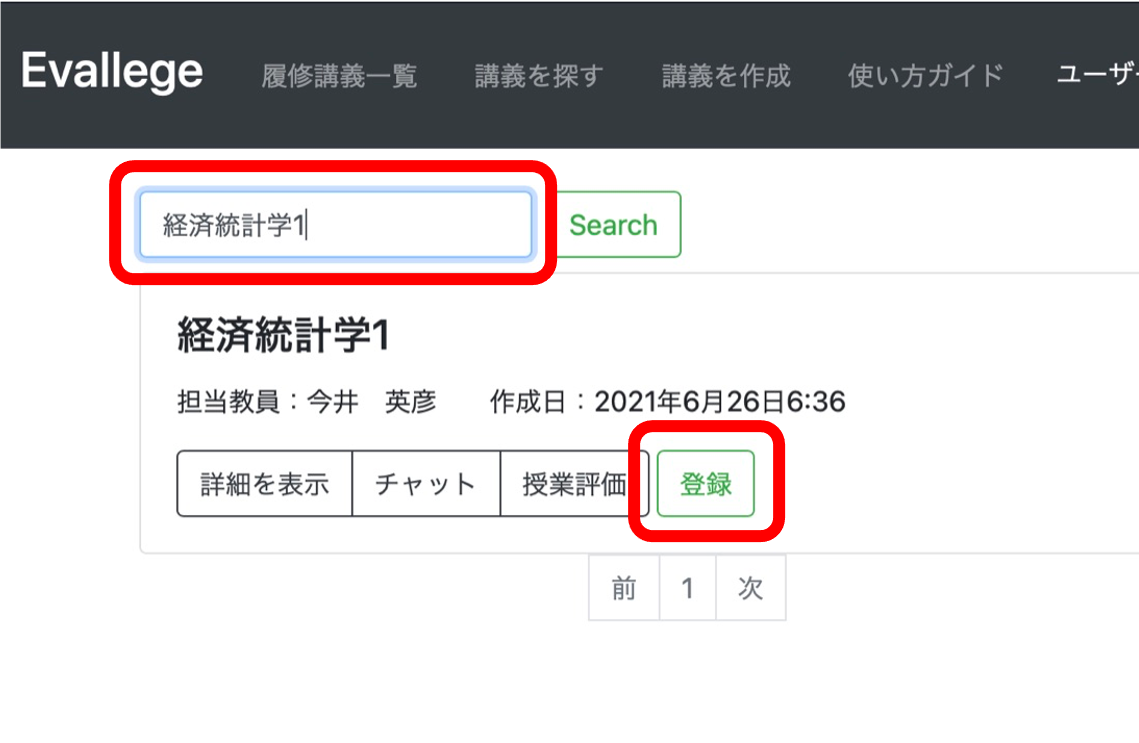 Evallege 履修講義一覧 講義を探す 講義を作成 使い方ガイド ユーザ
経済統計学1 Search
経済統計学1
担当教員：今井　英彦　　作成日：2021年6月26日6:36
詳細を表示 チャット 授業評価 登録
前 1 次